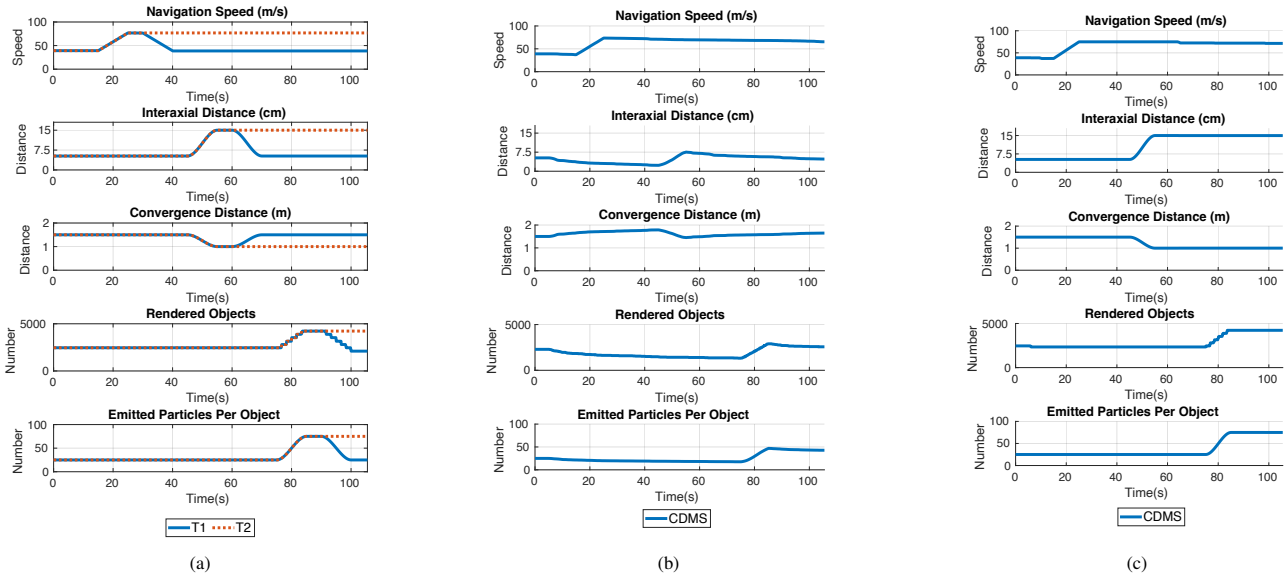 Navigation Speed (m/s)
Speed
100
50
0
0 20 40 60 80 100
Time(s)
Interaxial Distance (cm)
Distance
15
7.5
0
0 20 40 60 80 100
Time(s)
Convergence Distance (m)
Distance
2
1
0
0 20 40 60 80 100
Time(s)
Rendered Objects
Number
5000
0
0 20 40 60 80 100
Time(s)
Emitted Particles Per Object
Number
100
50
0
0 20 40 60 80 100
Time(s)
T1 T2
(a)
Navigation Speed (m/s)
Speed
100
50
0
0 20 40 60 80 100
Time(s)
Interaxial Distance (cm)
Distance
15
7.5
0
0 20 40 60 80 100
Time(s)
Convergence Distance (m)
Distance
2
1
0
0 20 40 60 80 100
Time(s)
Rendered Objects
Number
5000
0
0 20 40 60 80 100
Time(s)
Emitted Particles Per Object
Number
100
50
0
0 20 40 60 80 100
Time(s)
CDMS
(b)
Navigation Speed (m/s)
Speed
100
50
0
0 20 40 60 80 100
Time(s)
Interaxial Distance (cm)
Distance
15
7.5
0
0 20 40 60 80 100
Time(s)
Convergence Distance (m)
Distance
2
1
0
0 20 40 60 80 100
Time(s)
Rendered Objects
Number
5000
0
0 20 40 60 80 100
Time(s)
Emitted Particles Per Object
Number
100
50
0
0 20 40 60 80 100
Time(s)
CDMS
(c)